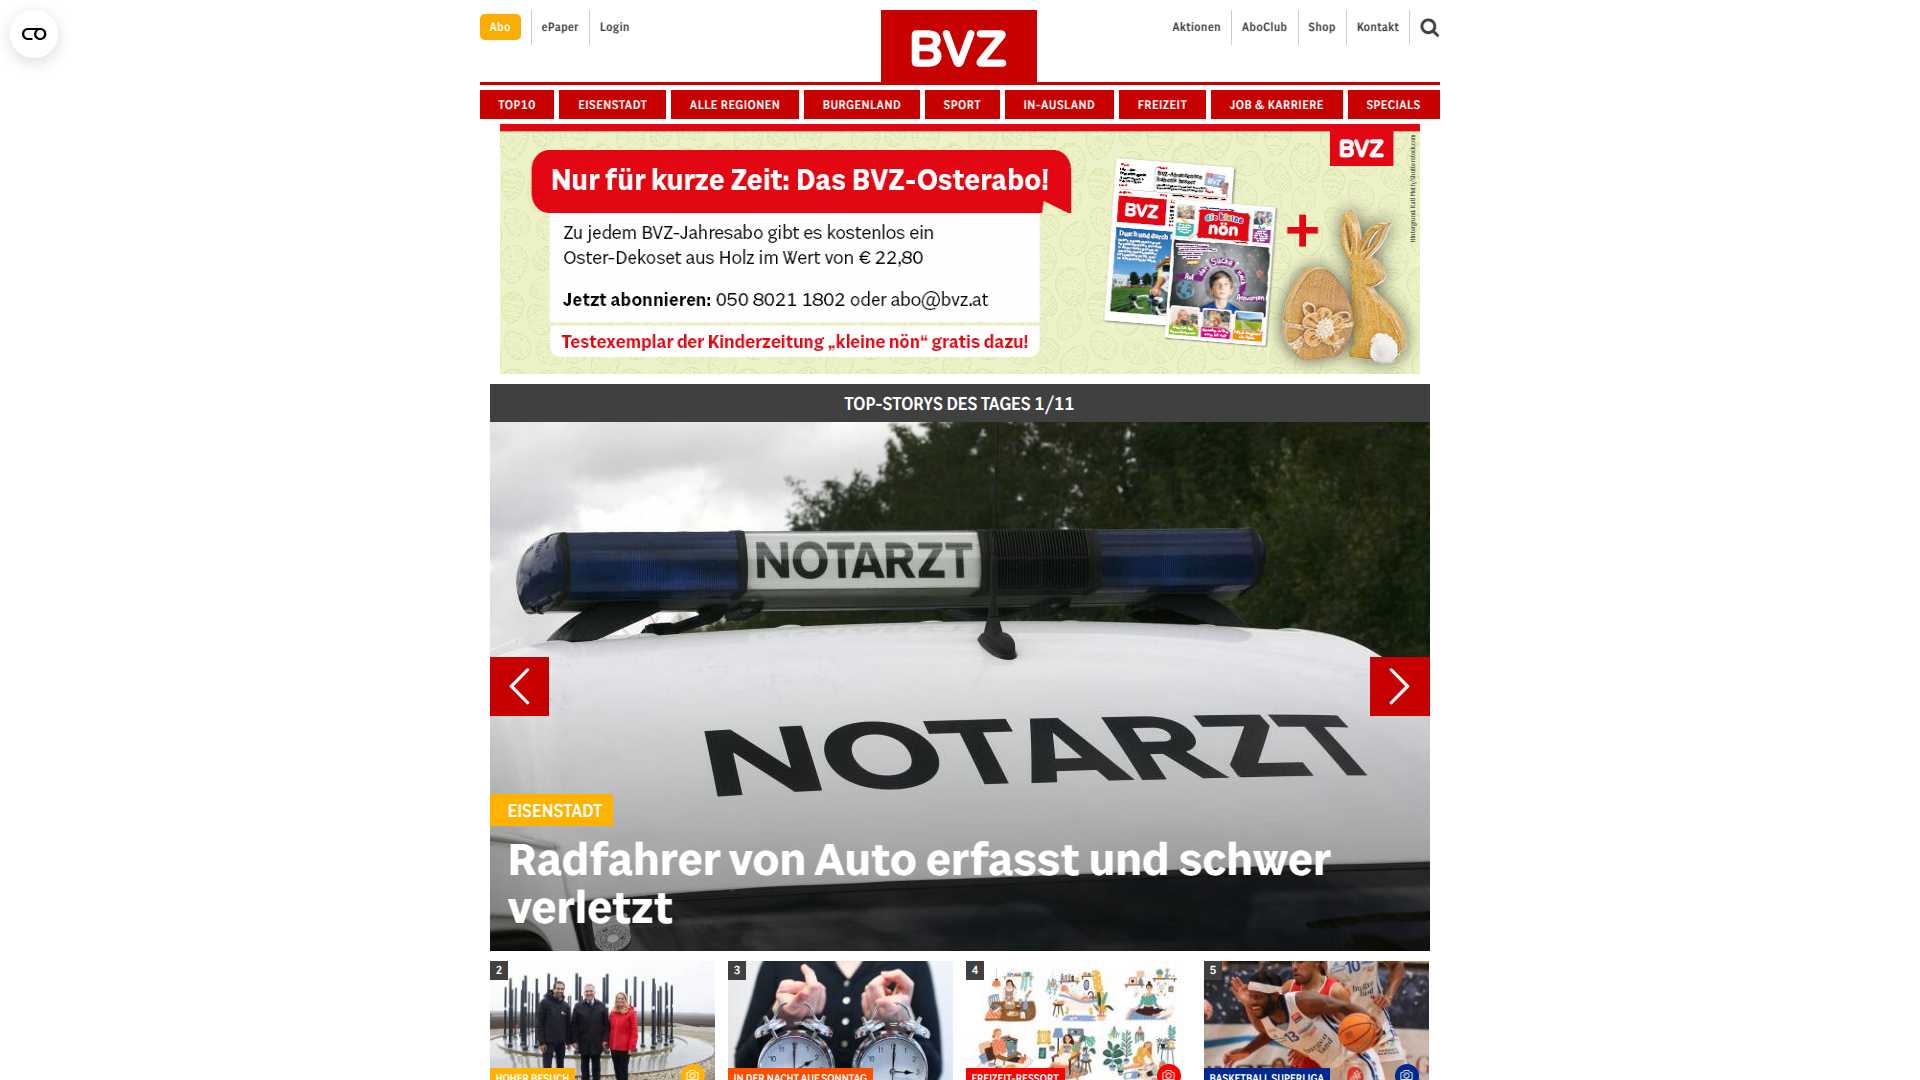 Abo
ePaper
Login
BVZ
Aktionen
AboClub
Shop
Kontakt
TOP10
EISENSTADT
ALLE REGIONEN
BURGENLAND
SPORT
IN-AUSLAND
FREIZEIT
JOB & KARRIERE
SPECIALS
Nur für kurze Zeit: Das BVZ-Osterabo!
Zu jedem BVZ-Jahresabo gibt es kostenlos ein
Oster-Dekoset aus Holz im Wert von € 22,80
Jetzt abonnieren: 050 8021 1802 oder abo@bvz.at
Testexemplar der Kinderzeitung „kleine nön“ gratis dazu!
BVZ
BVZ
die kleine
nön
+
TOP-STORYS DES TAGES 1/11
NOTARZT
NOTARZT
EISENSTADT
Radfahrer von Auto erfasst und schwer
verletzt
2
3
4
5
HOHER BESUCH
IN DER NACHT AUF SONNTAG
FREIZEIT-RESSORT
BASKETBALL SUPERLIGA